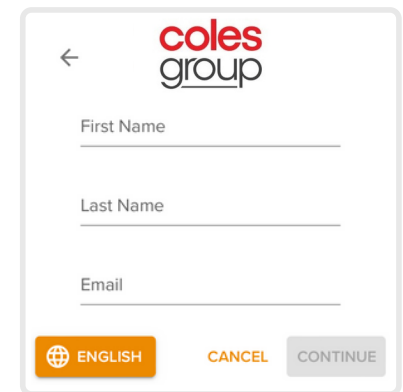 coles
group
First Name
Last Name
Email
ENGLISH CANCEL CONTINUE